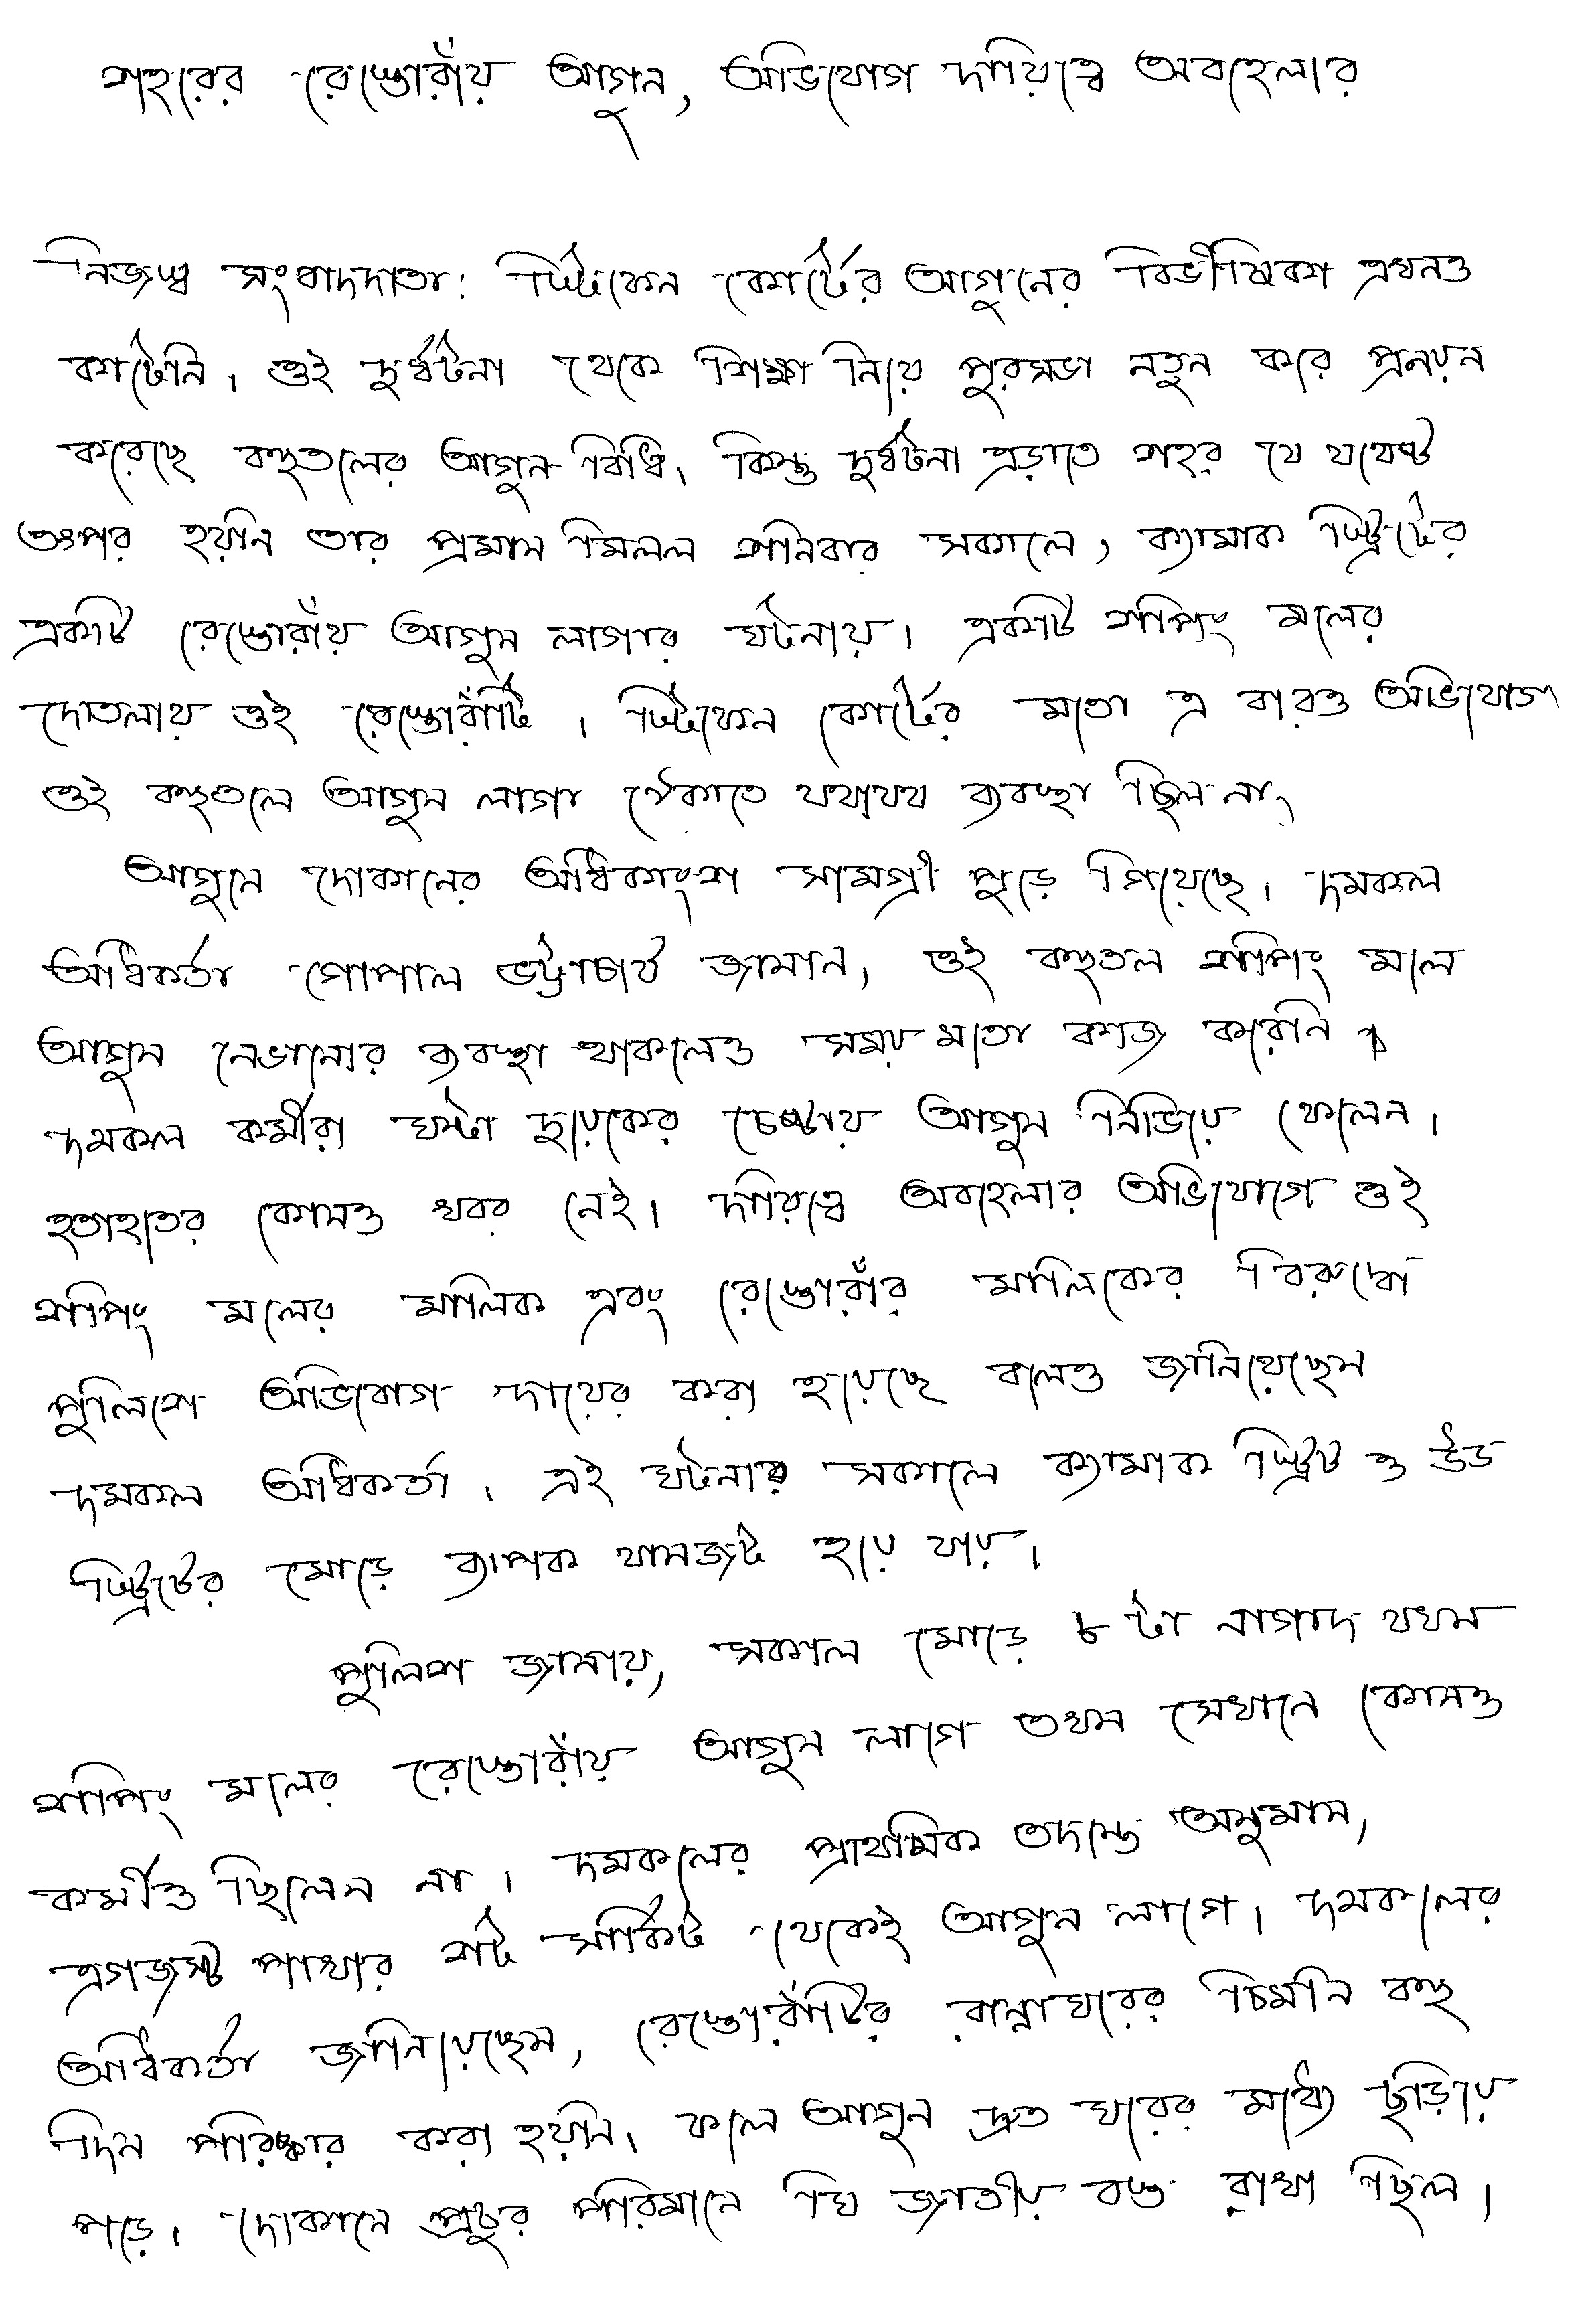 শহরের রেস্তোরাঁয় আগুন, অভিযোগ দায়িত্বে অবহেলার
নিজস্ব সংবাদদাতা: স্টিফেন কোর্টের আগুনের বিভীষিকা এখনও
কাটেনি। ওই দুর্ঘটনা থেকে শিক্ষা নিয়ে পুরসভা নতুন করে প্রনয়ন
করেছে বহুতলের আগুন-বিধি। কিন্তু দুর্ঘটনা এড়াতে শহর যে যথেষ্ট
তৎপর হয়নি তার প্রমান মিলল শনিবার সকালে, ক্যামাক স্ট্রিটের
একটি রেস্তোরাঁয় আগুন লাগার ঘটনায়। একটি শপিং মলের
দোতলায় ওই রেস্তোরাঁটি। স্টিফেন কোর্টের মতো এ বারও অভিযোগ
ওই বহুতলে আগুন লাগা ঠেকাতে যথাযথ ব্যবস্থা ছিল না।
আগুনে দোকানের অধিকাংশ সামগ্রী পুড়ে গিয়েছে। দমকল
অধিকর্তা গোপাল ভট্টাচার্য জানান, ওই বহুতল শপিং মলে
আগুন নেভানোর ব্যবস্থা থাকলেও সময় মতো কাজ করেনি।
দমকল কর্মীরা ঘন্টা দুয়েকের চেষ্টায় আগুন নিভিয়ে ফেলেন।
হতাহতের কোনও খবর নেই। দায়িত্বে অবহেলার অভিযোগে ওই
শপিং মলের মালিক এবং রেস্তোরাঁর মালিকের বিরুদ্ধে
পুলিশে অভিযোগ দায়ের করা হয়েছে বলেও জানিয়েছেন
দমকল অধিকর্তা। এই ঘটনার সকালে ক্যামাক স্ট্রিট ও উড
স্ট্রিটের মোড়ে ব্যাপক যানজট হয়ে যায়।
পুলিশ জানায়, সকাল মোড়ে ৮ টা নাগাদ যখন
শপিং মলের রেস্তোরাঁয় আগুন লাগে তখন সেখানে কোনও
কর্মীও ছিলেন না। দমকলের প্রাথমিক তদন্তে অনুমান,
এগজস্ট পাখার শর্ট সার্কিট থেকেই আগুন লাগে। দমকলের
অধিকর্তা জানিয়েছেন, রেস্তোরাঁটির রান্নাঘরের চিমনি বহু
দিন পরিষ্কার করা হয়নি। ফলে আগুন দ্রুত ঘরের মধ্যে ছড়িয়ে
পড়ে। দোকানে প্রচুর পরিমানে ঘি জাতীয় বস্তু রাখা ছিল।